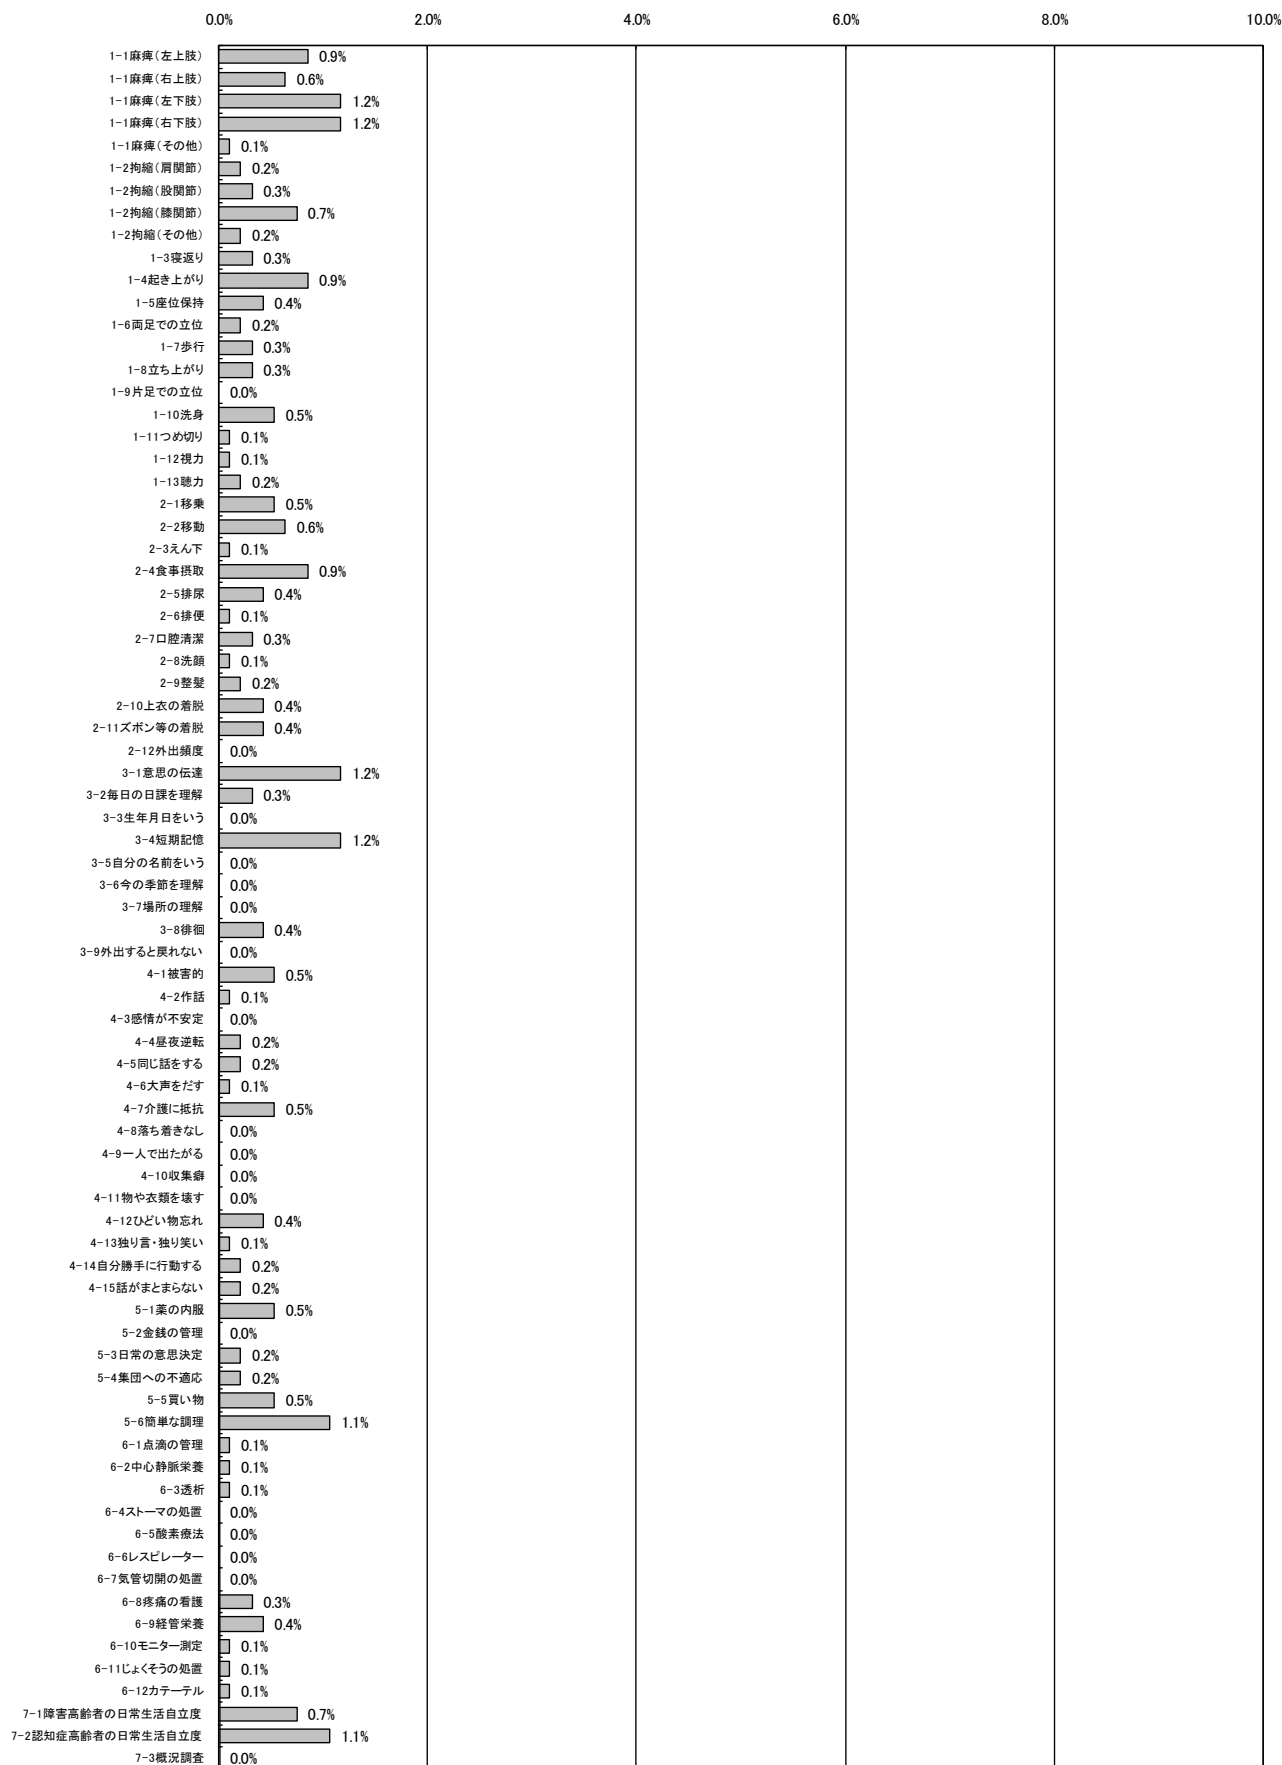 0.0% 2.0% 4.0% 6.0% 8.0% 10.0%
1-1麻痺(左上肢) 0.9%
1-1麻痺(右上肢) 0.6%
1-1麻痺(左下肢) 1.2%
1-1麻痺(右下肢) 1.2%
1-1麻痺(その他) 0.1%
1-2拘縮(肩関節) 0.2%
1-2拘縮(股関節) 0.3%
1-2拘縮(膝関節) 0.7%
1-2拘縮(その他) 0.2%
1-3寝返り 0.3%
1-4起き上がり 0.9%
1-5座位保持 0.4%
1-6両足での立位 0.2%
1-7歩行 0.3%
1-8立ち上がり 0.3%
1-9片足での立位 0.0%
1-10洗身 0.5%
1-11つめ切り 0.1%
1-12視力 0.1%
1-13聴力 0.2%
2-1移乗 0.5%
2-2移動 0.6%
2-3えん下 0.1%
2-4食事摂取 0.9%
2-5排尿 0.4%
2-6排便 0.1%
2-7口腔清潔 0.3%
2-8洗顔 0.1%
2-9整髪 0.2%
2-10上衣の着脱 0.4%
2-11ズボン等の着脱 0.4%
2-12外出頻度 0.0%
3-1意思の伝達 1.2%
3-2毎日の日課を理解 0.3%
3-3生年月日をいう 0.0%
3-4短期記憶 1.2%
3-5自分の名前をいう 0.0%
3-6今の季節を理解 0.0%
3-7場所の理解 0.0%
3-8徘徊 0.4%
3-9外出すると戻れない 0.0%
4-1被害的 0.5%
4-2作話 0.1%
4-3感情が不安定 0.0%
4-4昼夜逆転 0.2%
4-5同じ話をする 0.2%
4-6大声をだす 0.1%
4-7介護に抵抗 0.5%
4-8落ち着きなし 0.0%
4-9一人で出たがる 0.0%
4-10収集癖 0.0%
4-11物や衣類を壊す 0.0%
4-12ひどい物忘れ 0.4%
4-13独り言・独り笑い 0.1%
4-14自分勝手に行動する 0.2%
4-15話がまとまらない 0.2%
5-1薬の内服 0.5%
5-2金銭の管理 0.0%
5-3日常の意思決定 0.2%
5-4集団への不適応 0.2%
5-5買い物 0.5%
5-6簡単な調理 1.1%
6-1点滴の管理 0.1%
6-2中心静脈栄養 0.1%
6-3透析 0.1%
6-4ストーマの処置 0.0%
6-5酸素療法 0.0%
6-6レスピレーター 0.0%
6-7気管切開の処置 0.0%
6-8疼痛の看護 0.3%
6-9経管栄養 0.4%
6-10モニター測定 0.1%
6-11じょくそうの処置 0.1%
6-12カテーテル 0.1%
7-1障害高齢者の日常生活自立度 0.7%
7-2認知症高齢者の日常生活自立度 1.1%
7-3概況調査 0.0%